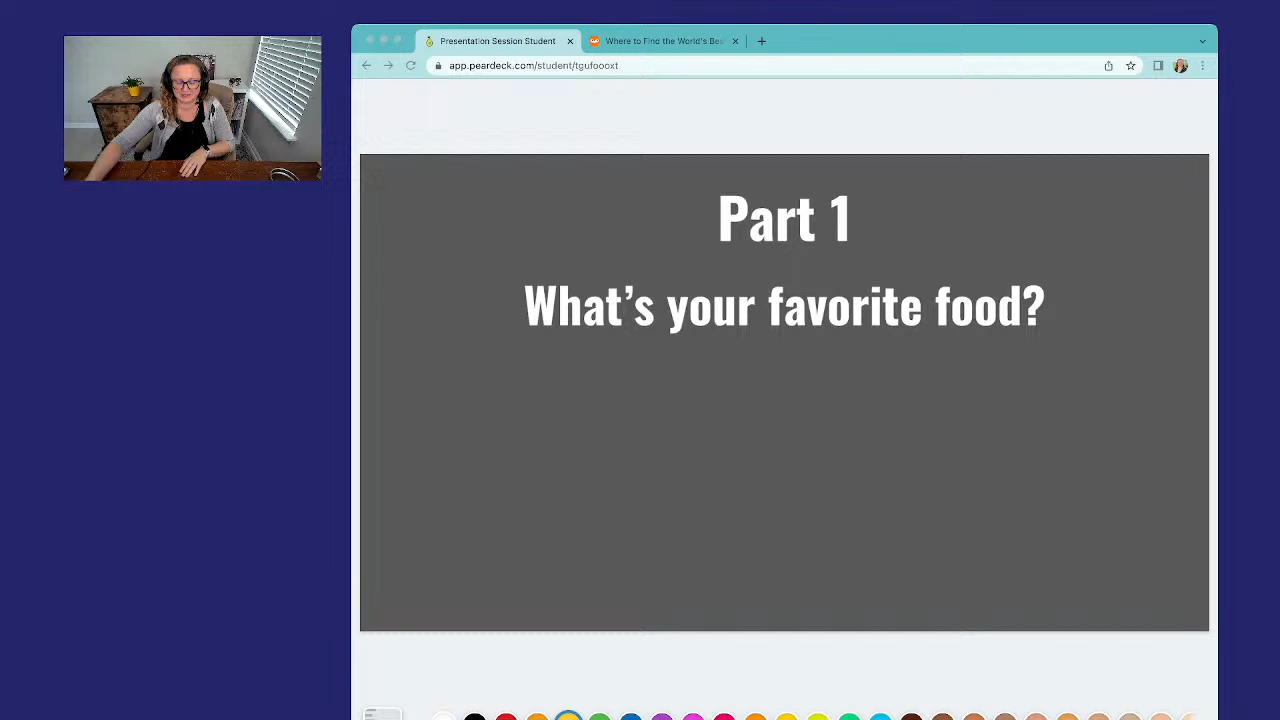 Presentation Session Student
Where to Find the World's Bes
app.peardeck.com/student/tgufoooxt
Part 1
What's your favorite food?